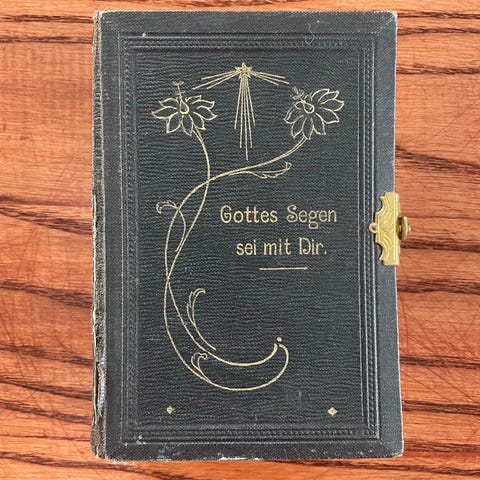 Gottes Segen
sei mit Dir.